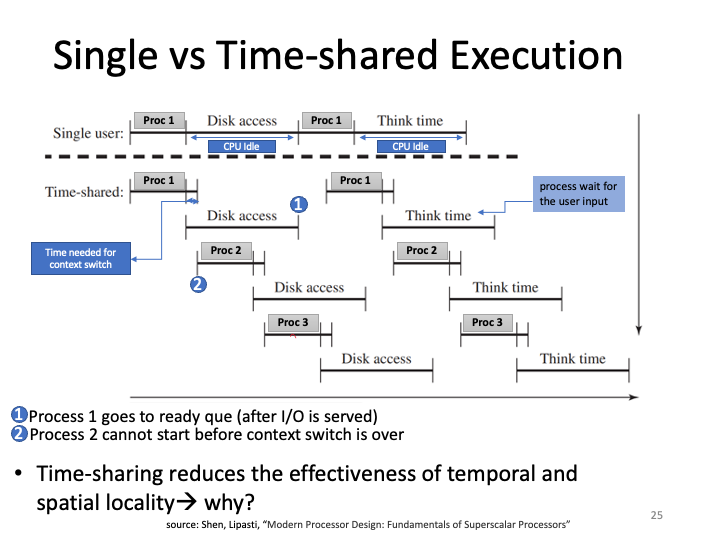 Single vs Time-shared Execution
Single user:
Proc 1
Disk access
Proc 1
Think time
CPU Idle
CPU Idle
Time-shared:
Proc 1
Proc 1
process wait for
the user input
1
Disk access
Think time
Time needed for
context switch
Proc 2
Proc 2
2
Disk access
Think time
Proc 3
Proc 3
Disk access
Think time
1 Process 1 goes to ready que (after I/O is served)
2 Process 2 cannot start before context switch is over
• Time-sharing reduces the effectiveness of temporal and
spatial locality→ why?
source: Shen, Lipasti, “Modern Processor Design: Fundamentals of Superscalar Processors”
25